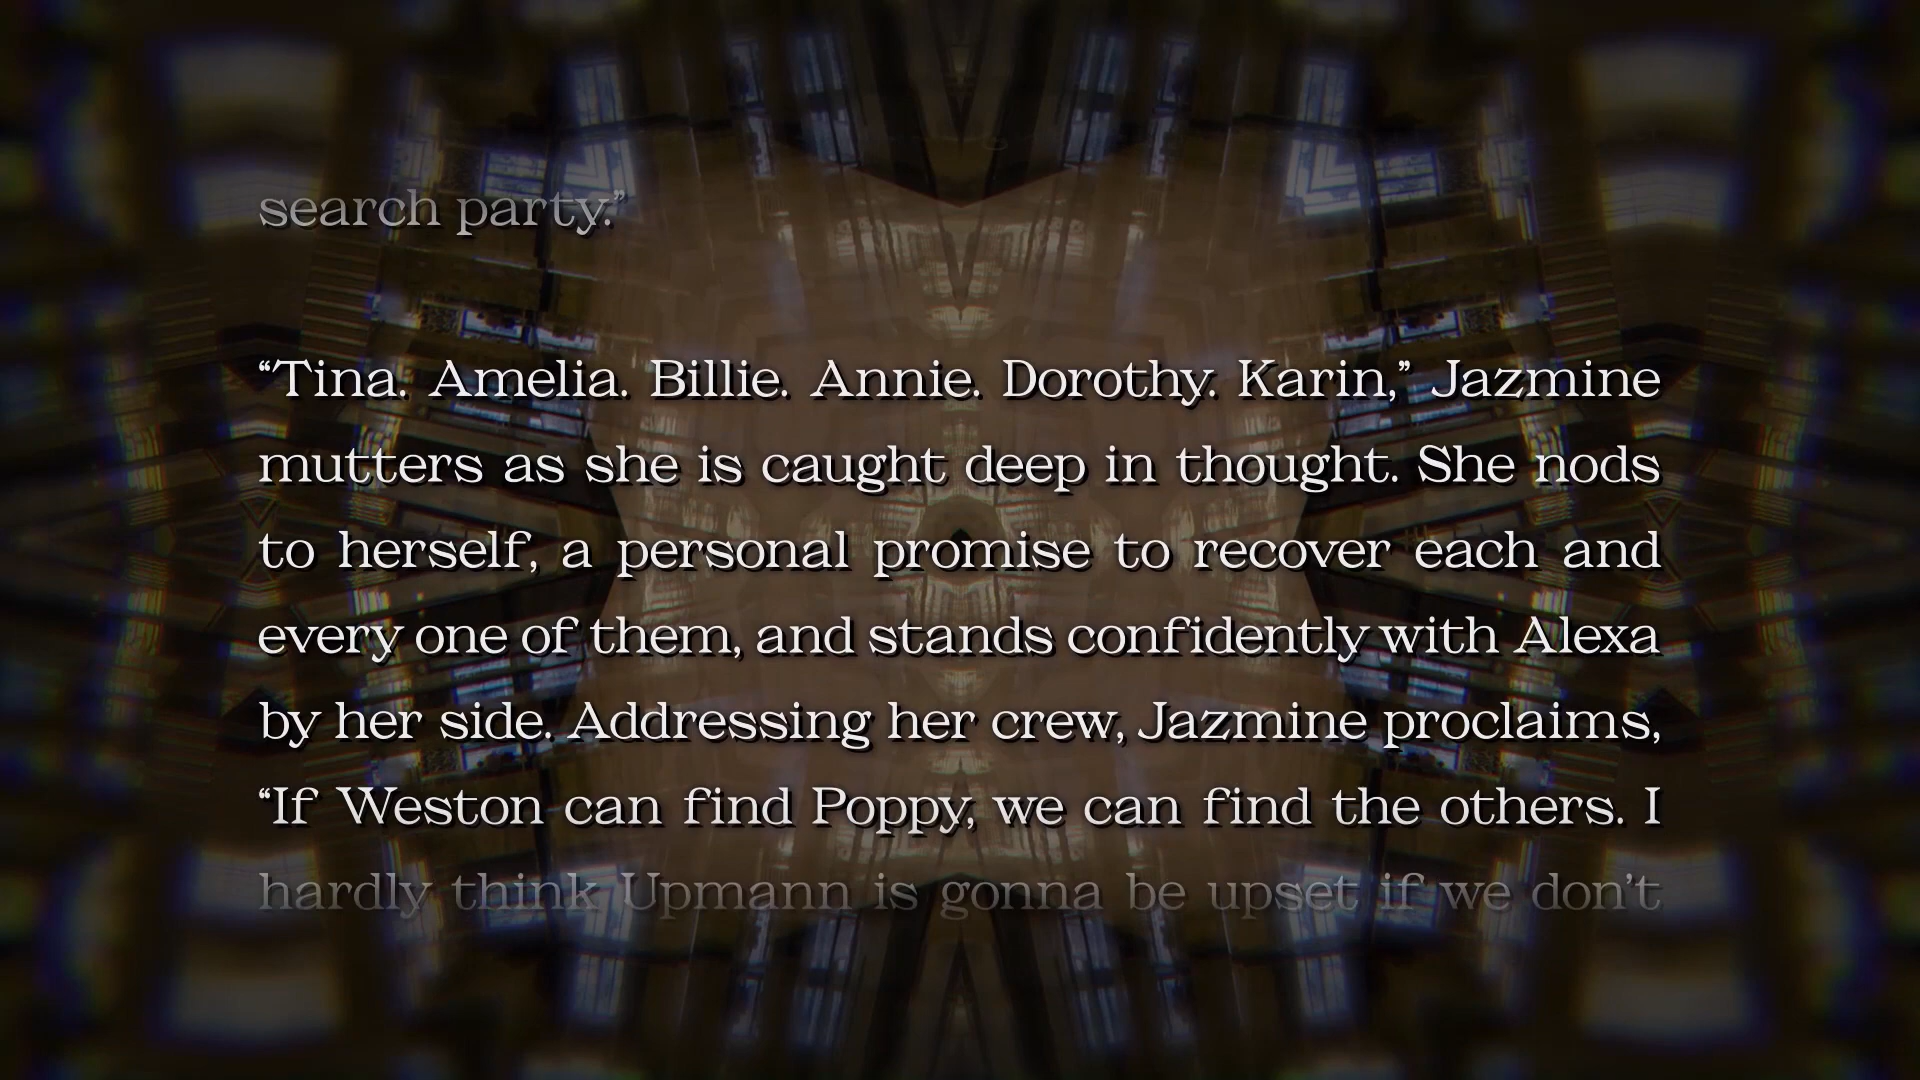 search party.”
“Tina. Amelia. Billie. Annie. Dorothy. Karin,” Jazmine
mutters as she is caught deep in thought. She nods
to herself, a personal promise to recover each and
every one of them, and stands confidently with Alexa
by her side. Addressing her crew, Jazmine proclaims,
“If Weston can find Poppy, we can find the others. I
hardly think Upmann is gonna be upset if we don’t